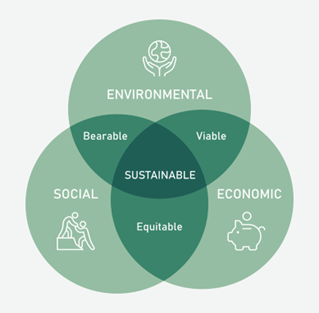 ENVIRONMENTAL
Bearable
Viable
SUSTAINABLE
SOCIAL
ECONOMIC
Equitable